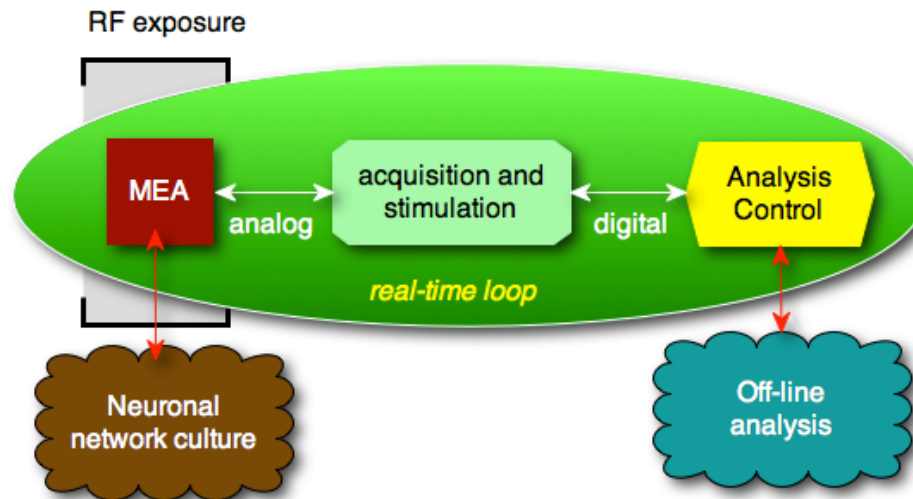 RF exposure
MEA
analog
acquisition and
stimulation
digital
Analysis
Control
real-time loop
Neuronal
network culture
Off-line
analysis